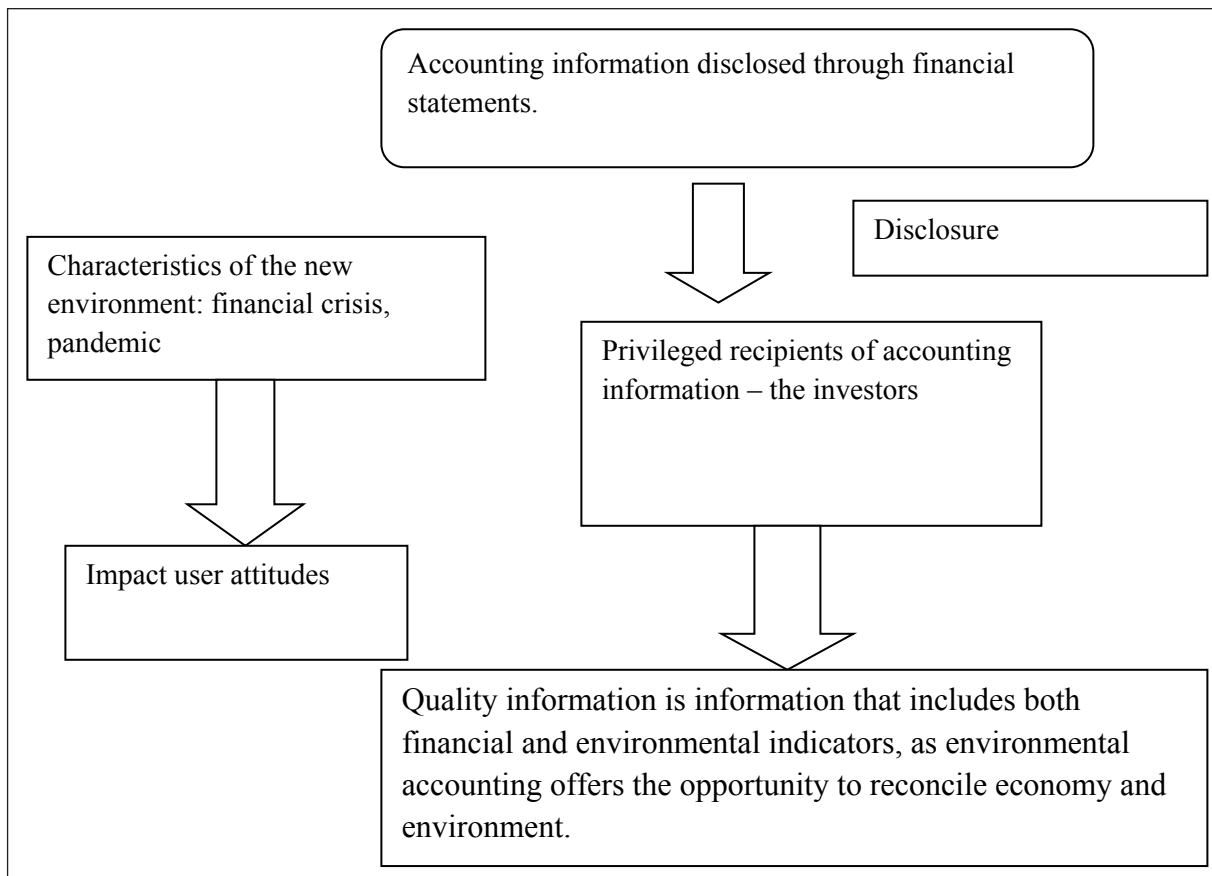 Accounting information disclosed through financial
statements.
Disclosure
Characteristics of the new
environment: financial crisis,
pandemic
Privileged recipients of accounting
information – the investors
Impact user attitudes
Quality information is information that includes both
financial and environmental indicators, as environmental
accounting offers the opportunity to reconcile economy and
environment.